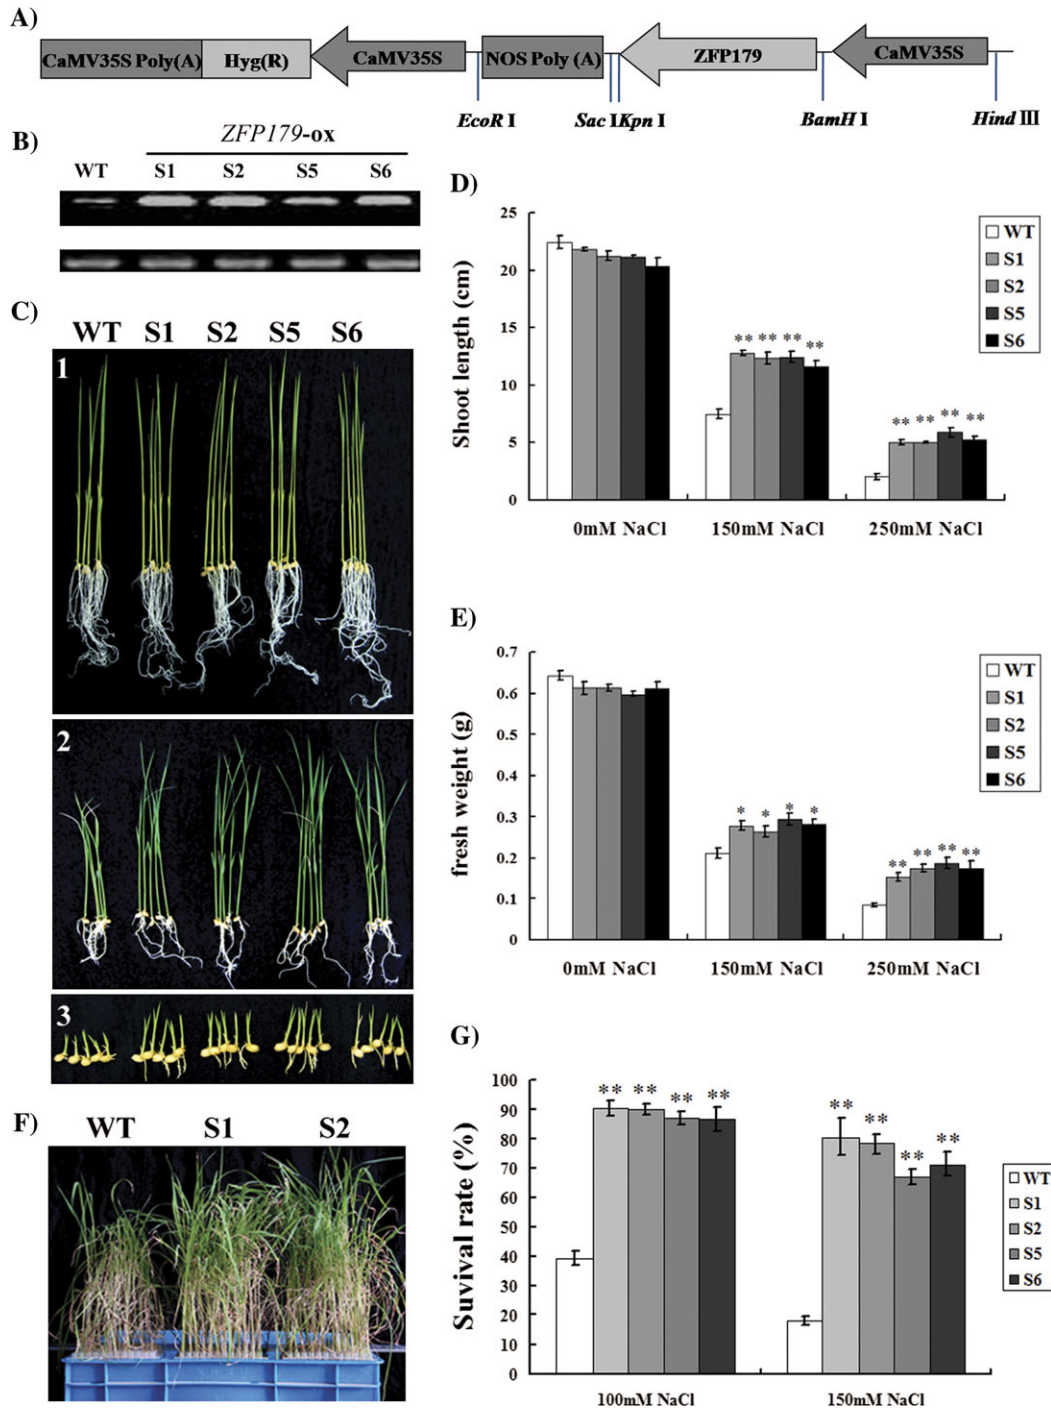 A)
CaMV35S Poly(A) Hyg(R) CaMV35S NOS Poly (A) ZFP179 CaMV35S
EcoR I Sac I Kpn I BamH I Hind III
B)
ZFP179-ox
WT S1 S2 S5 S6
C)
WT S1 S2 S5 S6
1
2
3
D)
Shoot length (cm)
25
20
15
10
5
0
** ** ** **
** ** ** **
0mM NaCl 150mM NaCl 250mM NaCl
WT
S1
S2
S5
S6
E)
fresh weight (g)
0.7
0.6
0.5
0.4
0.3
0.2
0.1
0
* * * *
** ** ** **
0mM NaCl 150mM NaCl 250mM NaCl
WT
S1
S2
S5
S6
F)
WT S1 S2
G)
Suvival rate (%)
100
90
80
70
60
50
40
30
20
10
0
** ** ** **
** ** ** **
100mM NaCl 150mM NaCl
WT
S1
S2
S5
S6